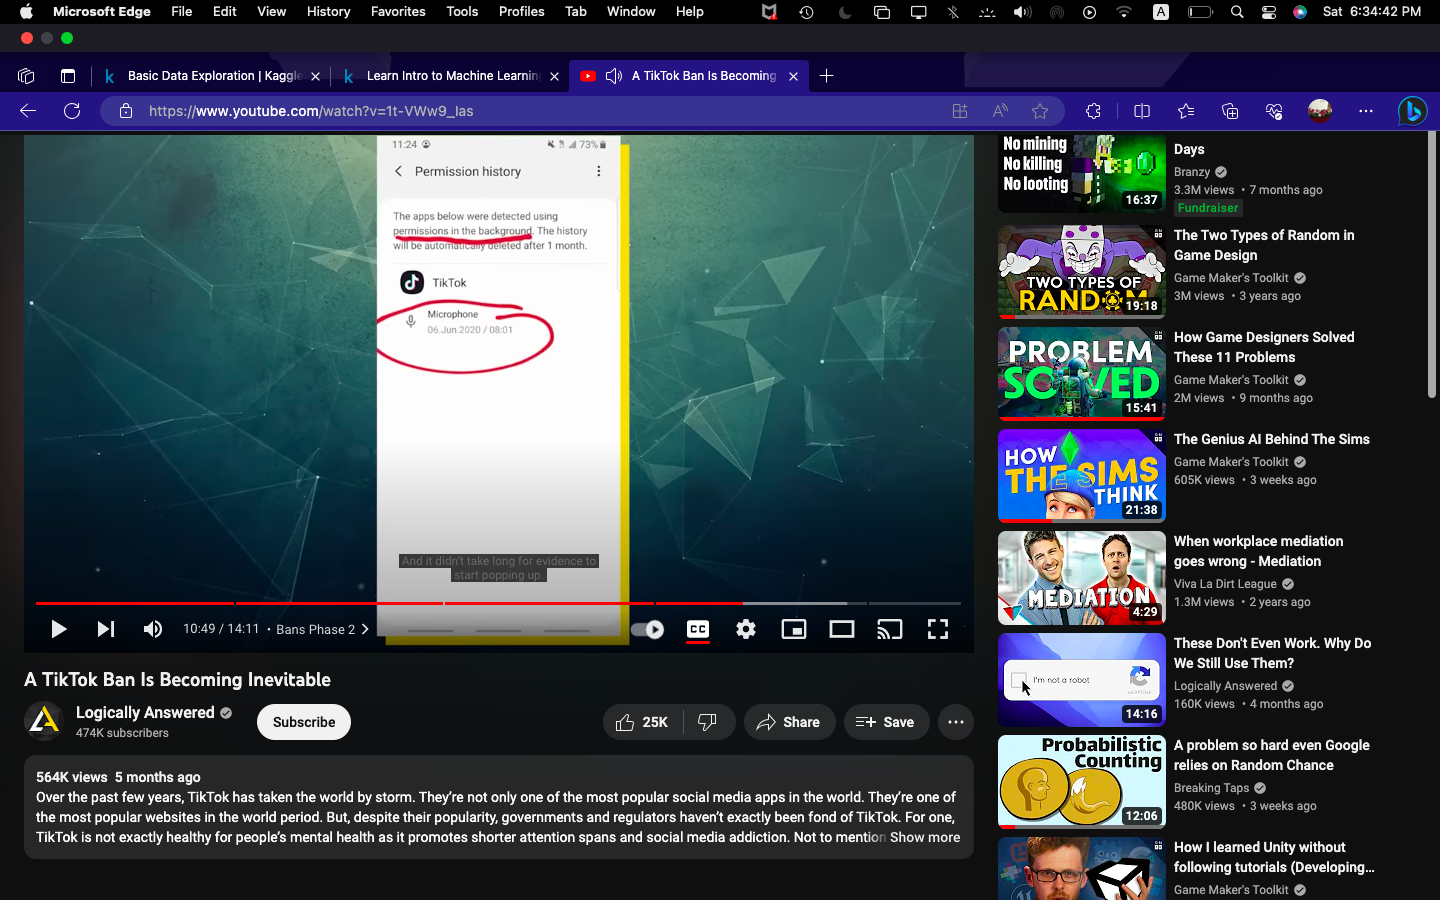 Microsoft Edge File Edit View History Favorites Tools Profiles Tab Window Help
A Sat 6:34:42 PM
Basic Data Exploration | Kaggle
Learn Intro to Machine Learning
A TikTok Ban Is Becoming
https://www.youtube.com/watch?v=1t-VWw9_Ias
11:24 73%
Permission history
The apps below were detected using
permissions in the background. The history
will be automatically deleted after 1 month.
TikTok
Microphone
06.Jun.2020 / 08:01
And it didn't take long for evidence to
start popping up.
10:49 / 14:11 • Bans Phase 2
CC
A TikTok Ban Is Becoming Inevitable
Logically Answered
474K subscribers
Subscribe
25K
Share
Save
564K views 5 months ago
Over the past few years, TikTok has taken the world by storm. They're not only one of the most popular social media apps in the world. They're one of
the most popular websites in the world period. But, despite their popularity, governments and regulators haven't exactly been fond of TikTok. For one,
TikTok is not exactly healthy for people's mental health as it promotes shorter attention spans and social media addiction. Not to mention Show more
No mining
No killing
No looting
16:37
Days
Branzy
3.3M views • 7 months ago
Fundraiser
TWO TYPES OF
RANDOM
19:18
The Two Types of Random in
Game Design
Game Maker's Toolkit
3M views • 3 years ago
PROBLEM
SOLVED
15:41
How Game Designers Solved
These 11 Problems
Game Maker's Toolkit
2M views • 9 months ago
HOW
THE SIMS
THINK
21:38
The Genius AI Behind The Sims
Game Maker's Toolkit
605K views • 3 weeks ago
MEDIATION
4:29
When workplace mediation
goes wrong - Mediation
Viva La Dirt League
1.3M views • 2 years ago
I'm not a robot
14:16
These Don't Even Work. Why Do
We Still Use Them?
Logically Answered
160K views • 4 months ago
Probabilistic
Counting
12:06
A problem so hard even Google
relies on Random Chance
Breaking Taps
480K views • 3 weeks ago
How I learned Unity without
following tutorials (Developing...
Game Maker's Toolkit